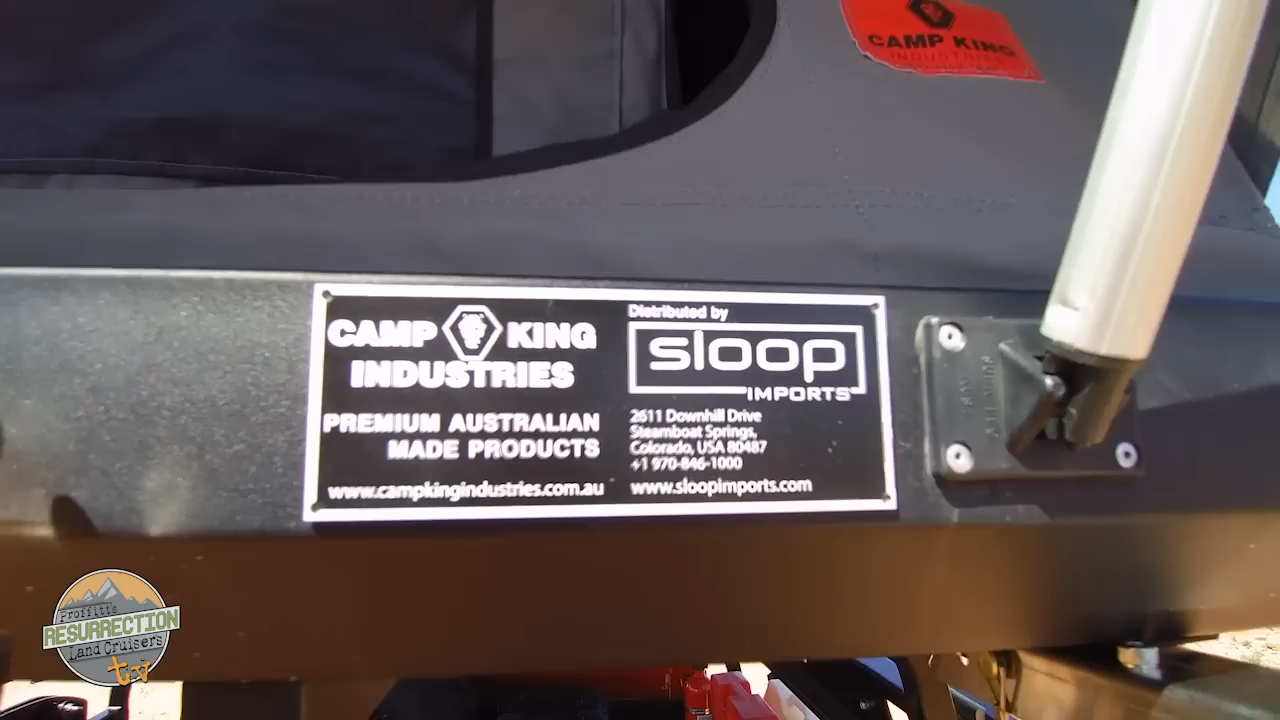 CAMP KING
INDUSTRIES
CAMP KING
INDUSTRIES
PREMIUM AUSTRALIAN
MADE PRODUCTS
www.campkingindustries.com.au
Distributed by
sloop
IMPORTS
2611 Downhill Drive
Steamboat Springs,
Colorado, USA 80487
+1 970-846-1000
www.sloopimports.com
Proffitt's
RESURRECTION
Land Cruisers
tv